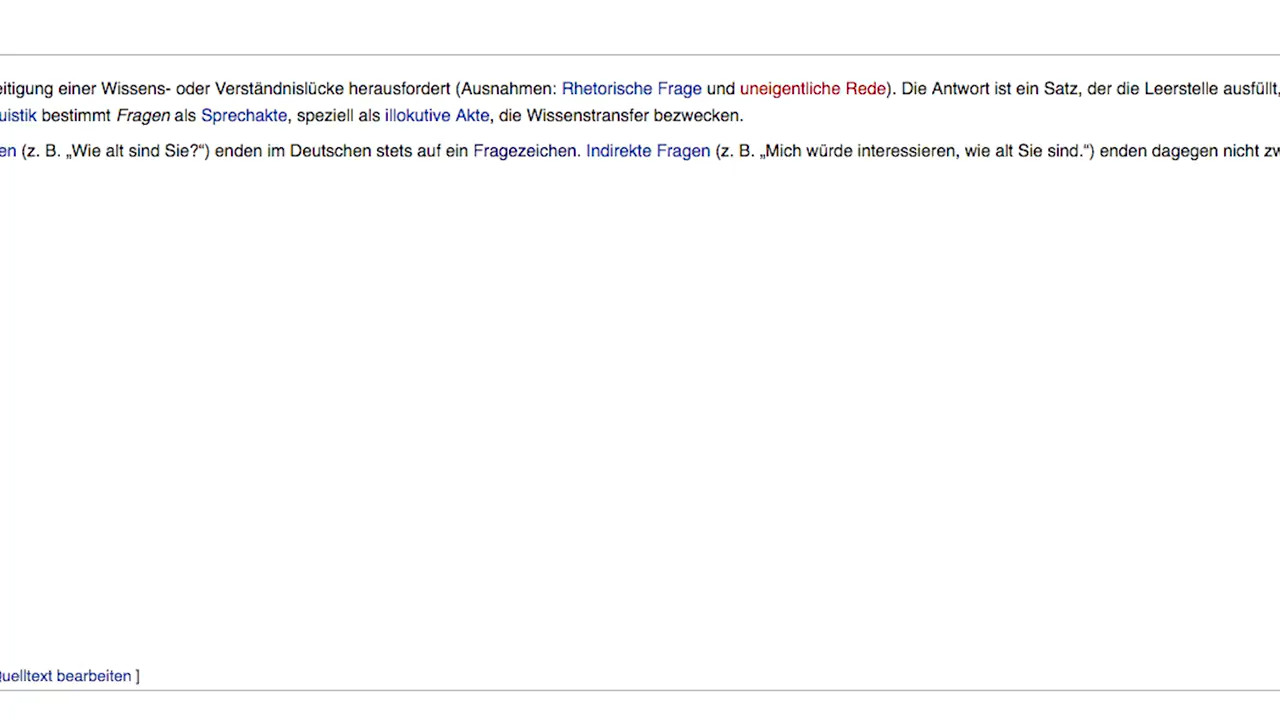 eitigung einer Wissens- oder Verständnislücke herausfordert (Ausnahmen: Rhetorische Frage und uneigentliche Rede). Die Antwort ist ein Satz, der die Leerstelle ausfüllt,
uistik bestimmt Fragen als Sprechakte, speziell als illokutive Akte, die Wissenstransfer bezwecken.
en (z. B. „Wie alt sind Sie?“) enden im Deutschen stets auf ein Fragezeichen. Indirekte Fragen (z. B. „Mich würde interessieren, wie alt Sie sind.“) enden dagegen nicht zw
uelltext bearbeiten ]